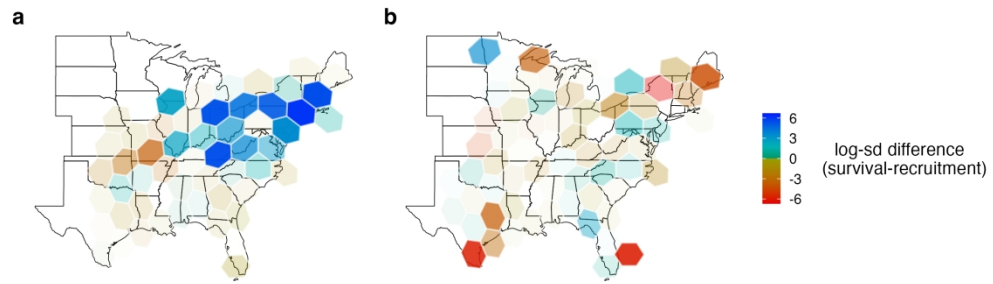 a
b
6
3
0
-3
-6
log-sd difference
(survival-recruitment)